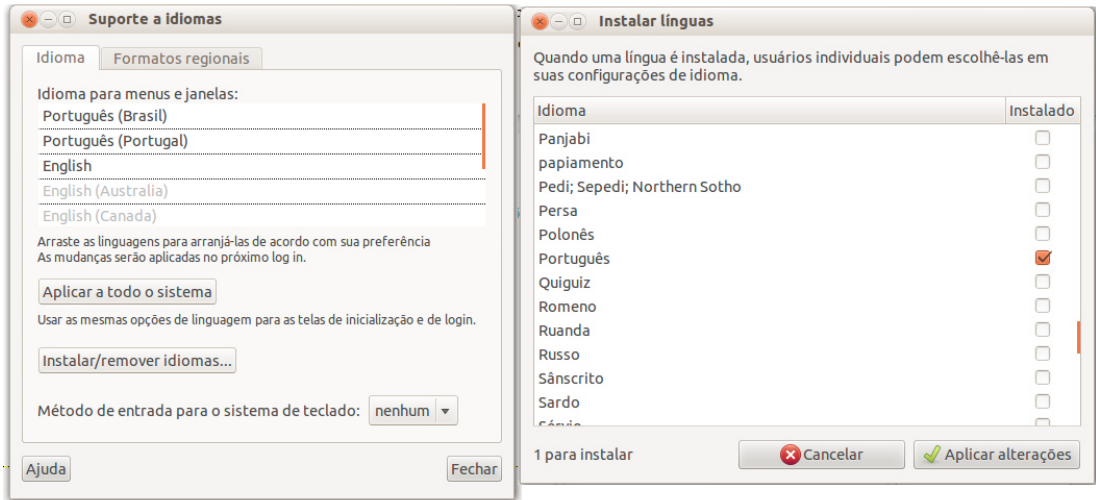 Suporte a idiomas
Idioma
Formatos regionais
Idioma para menus e janelas:
Português (Brasil)
Português (Portugal)
English
English (Australia)
English (Canada)
Arraste as linguagens para arranjá-las de acordo com sua preferência
As mudanças serão aplicadas no próximo log in.
Aplicar a todo o sistema
Usar as mesmas opções de linguagem para as telas de inicialização e de login.
Instalar/remover idiomas...
Método de entrada para o sistema de teclado: nenhum
Ajuda
Fechar
Instalar línguas
Quando uma língua é instalada, usuários individuais podem escolhê-las em
suas configurações de idioma.
Idioma Instalado
Panjabi
papiamento
Pedi; Sepedi; Northern Sotho
Persa
Polonês
Português
Quiguiz
Romeno
Ruanda
Russo
Sânscrito
Sardo
1 para instalar
Cancelar
Aplicar alterações